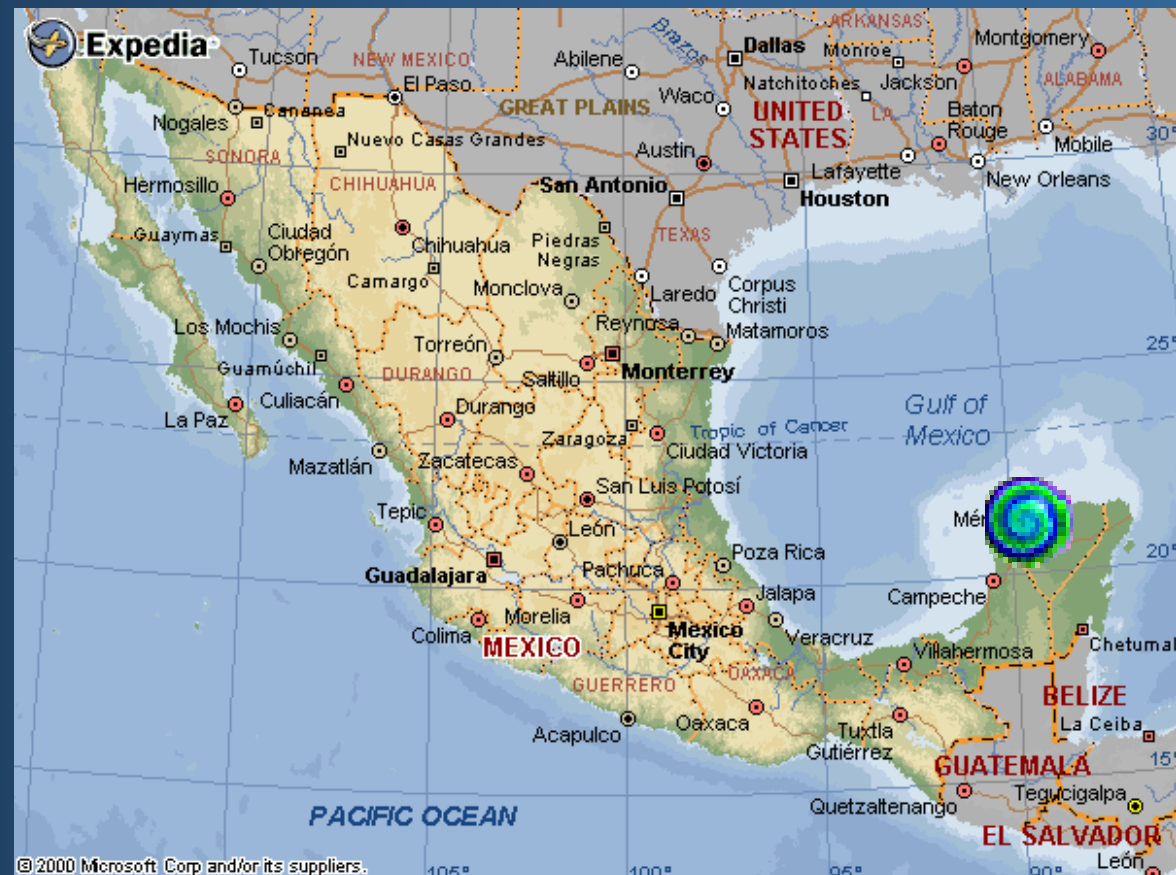 Expedia
ARKANSAS
Tucson
NEW MEXICO
Abilene
Brazos
Dallas
Monroe
Montgomery
El Paso
Natchitoches
Jackson
ALABAMA
Cananea
GREAT PLAINS
Waco
UNITED
STATES
LA
Baton
Rouge
Nogales
Nuevo Casas Grandes
Austin
Mobile
30°
SONORA
Hermosillo
CHIHUAHUA
San Antonio
Lafayette
New Orleans
Houston
Guaymas
Ciudad
Obregón
Chihuahua
Piedras
Negras
TEXAS
Camargo
Monclova
Laredo
Corpus
Christi
Los Mochis
Torreón
Reynosa
Matamoros
25°
Guamúchil
DURANGO
Saltillo
Monterrey
La Paz
Culiacán
Durango
Zaragoza
Tropic of Cancer
Gulf of
Mexico
Ciudad Victoria
Mazatlán
Zacatecas
San Luis Potosí
Tepic
León
Mér
Poza Rica
20°
Guadalajara
Pachuca
Campeche
Jalapa
Morelia
Colima
MEXICO
Mexico
City
Veracruz
Villahermosa
Chetumal
GUERRERO
OAXACA
BELIZE
Acapulco
Oaxaca
Tuxtla
Gutiérrez
La Ceiba
GUATEMALA
15°
PACIFIC OCEAN
Quetzaltenango
Tegucigalpa
EL SALVADOR
León
© 2000 Microsoft Corp and/or its suppliers.
105°
100°
95°
90°